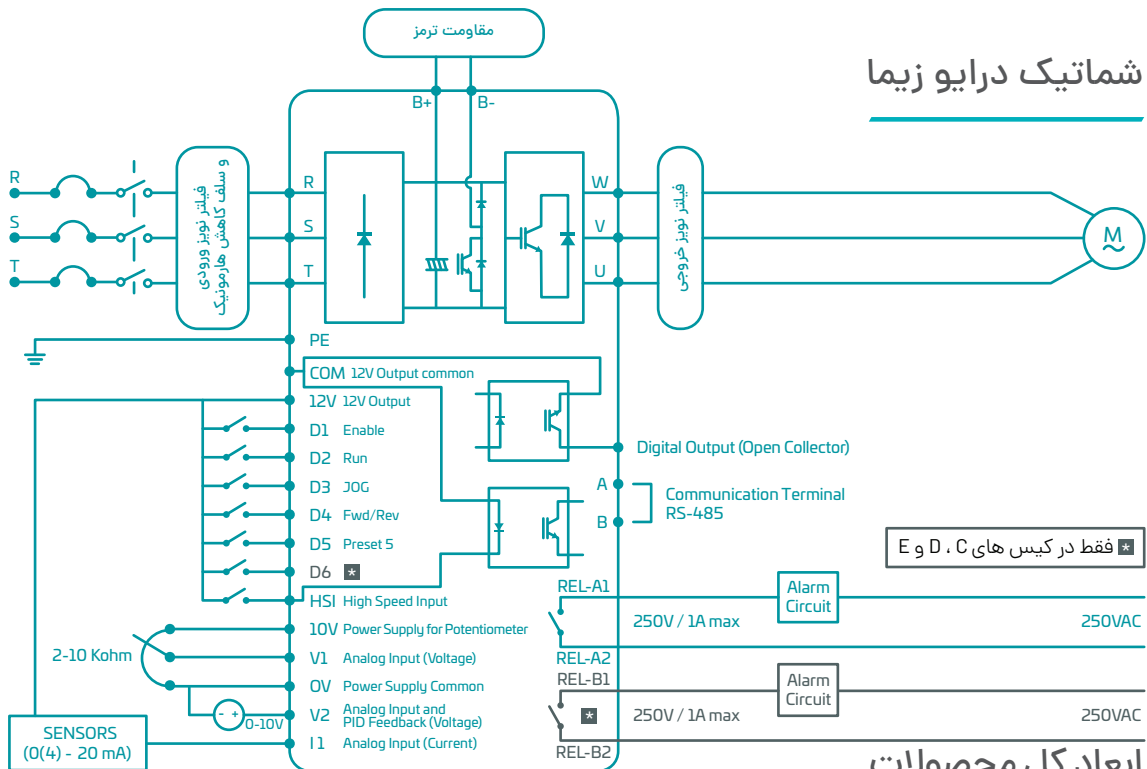 شماتیک درایو زیما
مقاومت ترمز
B+
B-
R
S
T
فیلتر نویز ورودی
و سلف کاهش هارمونیک
R
S
T
W
V
U
فیلتر نویز خروجی
M
PE
COM 12V Output common
12V 12V Output
D1 Enable
D2 Run
D3 JOG
D4 Fwd/Rev
D5 Preset 5
D6 *
HSI High Speed Input
10V Power Supply for Potentiometer
V1 Analog Input (Voltage)
0V Power Supply Common
V2 Analog Input and
PID Feedback (Voltage)
I1 Analog Input (Current)
2-10 Kohm
- +
0-10V
SENSORS
(0(4) - 20 mA)
Digital Output (Open Collector)
A
B
Communication Terminal
RS-485
* فقط در کیس های D ، C و E
REL-A1
250V / 1A max
Alarm
Circuit
250VAC
REL-A2
REL-B1
*
250V / 1A max
Alarm
Circuit
250VAC
REL-B2
ابعاد کل محصولات